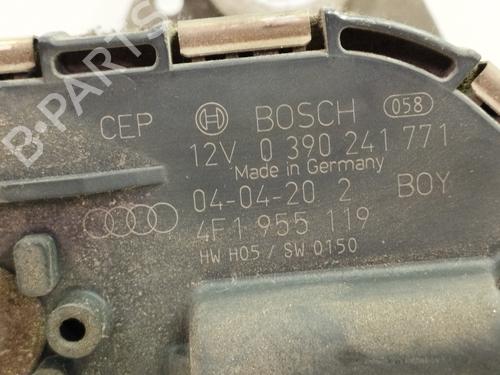 CEP BOSCH 058
12V 0 390 241 771
Made in Germany
04-04-20 2 BOY
4F1 955 119
HW H05 / SW 0150
B-PARTS